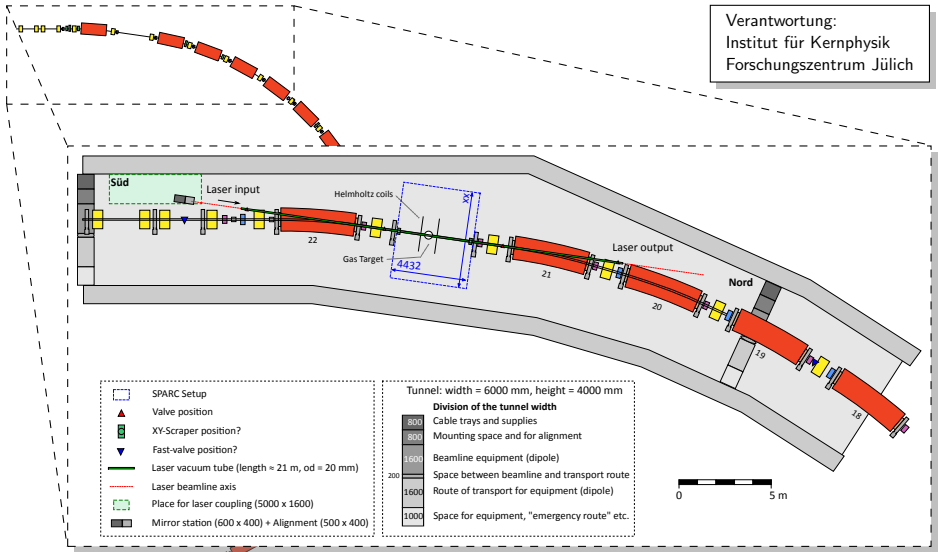 Verantwortung:
Institut für Kernphysik
Forschungszentrum Jülich
Süd
Laser input
Helmholtz coils
xx
22
Gas Target
4432
21
Laser output
20
Nord
19
18
SPARC Setup
Valve position
XY-Scraper position?
Fast-valve position?
Laser vacuum tube (length ≈ 21 m, od = 20 mm)
Laser beamline axis
Place for laser coupling (5000 x 1600)
Mirror station (600 x 400) + Alignment (500 x 400)
Tunnel: width = 6000 mm, height = 4000 mm
Division of the tunnel width
800 Cable trays and supplies
800 Mounting space and for alignment
1600 Beamline equipment (dipole)
200 Space between beamline and transport route
1600 Route of transport for equipment (dipole)
1000 Space for equipment, "emergency route" etc.
0 5 m